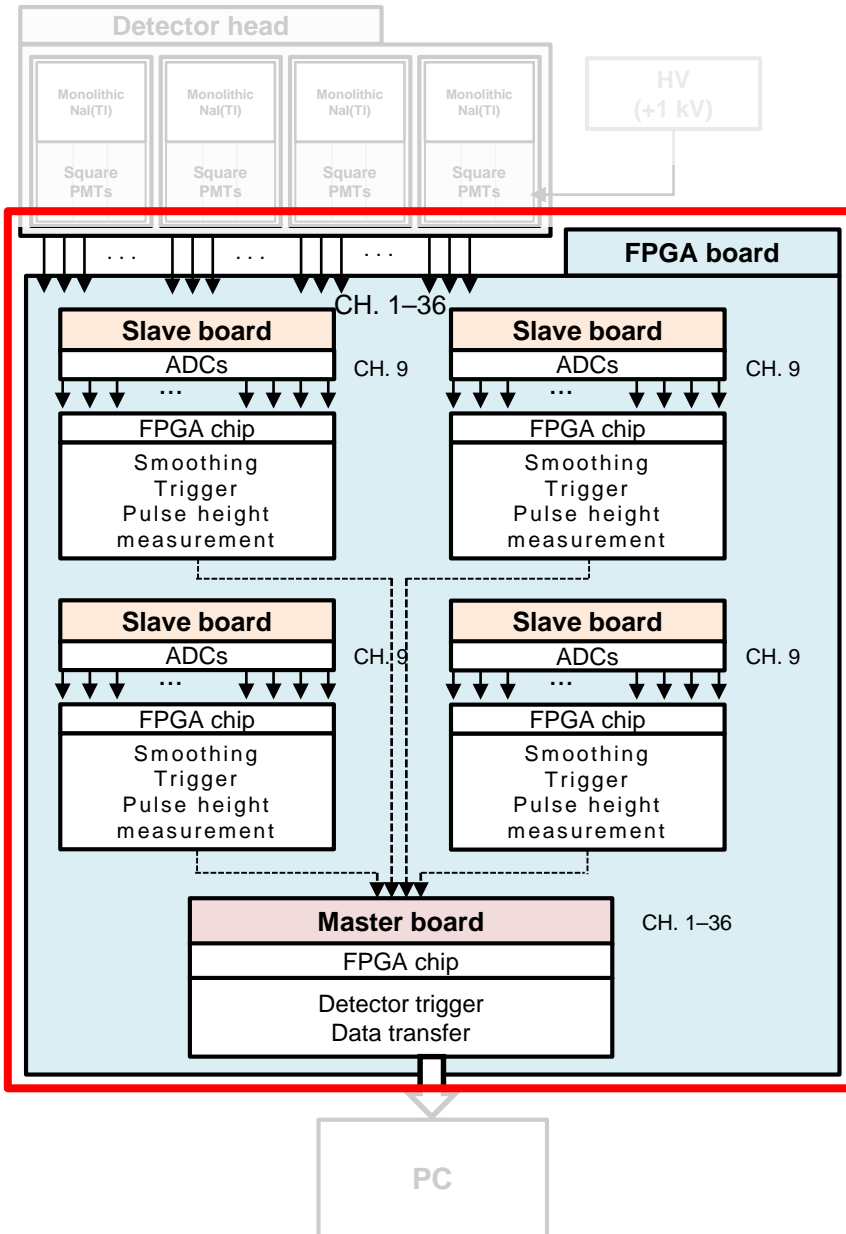 Detector head
Monolithic
NaI(Tl)
Monolithic
NaI(Tl)
Monolithic
NaI(Tl)
Monolithic
NaI(Tl)
HV
(+1 kV)
Square
PMTs
Square
PMTs
Square
PMTs
Square
PMTs
. . .
. . .
. . .
FPGA board
CH. 1–36
Slave board
ADCs
CH. 9
...
FPGA chip
Smoothing
Trigger
Pulse height
measurement
Slave board
ADCs
CH. 9
...
FPGA chip
Smoothing
Trigger
Pulse height
measurement
Slave board
ADCs
CH. 9
...
FPGA chip
Smoothing
Trigger
Pulse height
measurement
Slave board
ADCs
CH. 9
...
FPGA chip
Smoothing
Trigger
Pulse height
measurement
Master board
CH. 1–36
FPGA chip
Detector trigger
Data transfer
PC